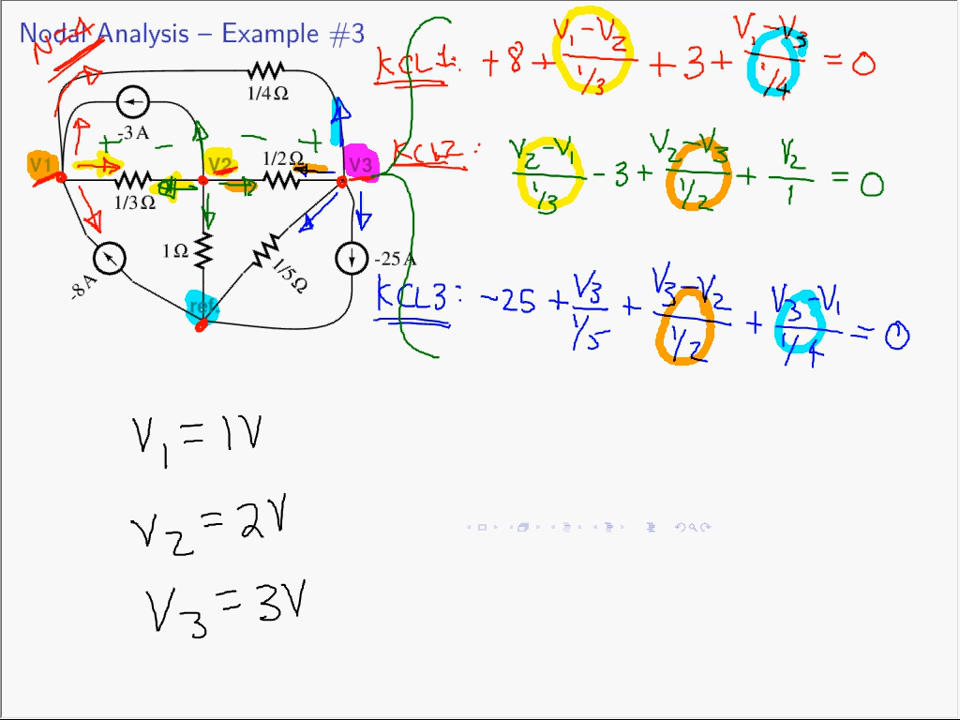 Nodal Analysis – Example #3
KCL1: +8 + (V₁-V₂)/(1/3) + 3 + (V₁-V₃)/(1/4) = 0
1/4Ω
-3A
+ - - +
V1 V2 1/2Ω V3
KCL2: (V₂-V₁)/(1/3) - 3 + (V₂-V₃)/(1/2) + V₂/1 = 0
1/3Ω
1Ω 1/5Ω -25A
-8A
ref.
KCL3: -25 + V₃/(1/5) + (V₃-V₂)/(1/2) + (V₃-V₁)/(1/4) = 0
V₁ = 1V
V₂ = 2V
V₃ = 3V